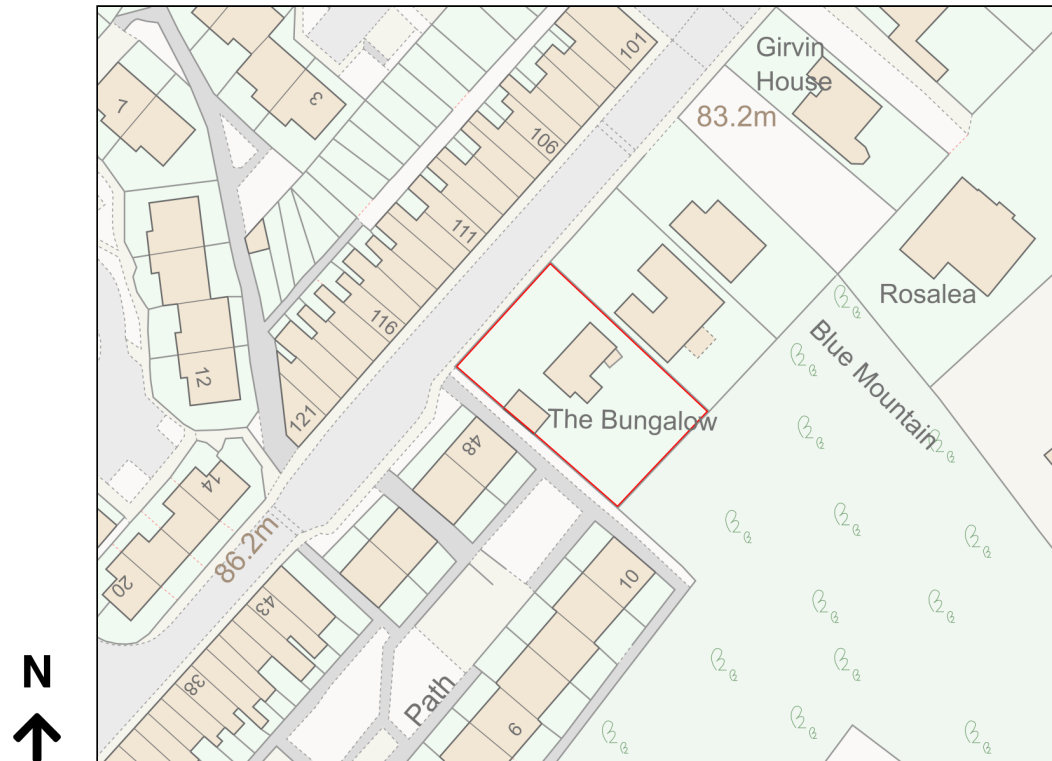 101
Girvin
House
83.2m
7
3
106
111
Rosalea
116
Blue Mountain
12
121
The Bungalow
48
14
86.2m
20
10
43
38
Path
9
N